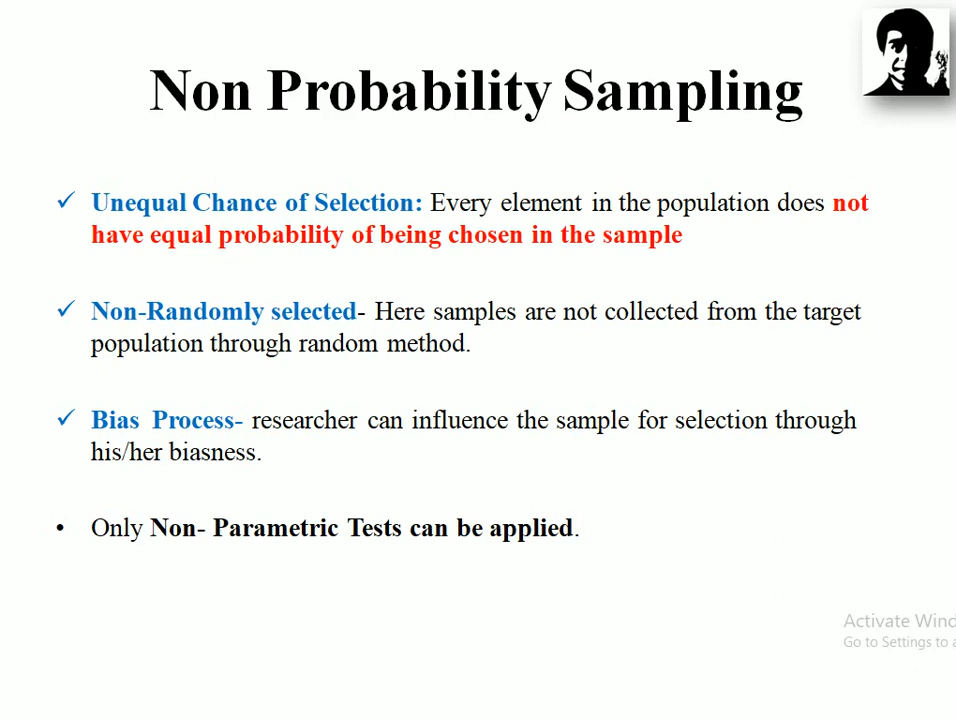 Non Probability Sampling
✓ Unequal Chance of Selection: Every element in the population does not
have equal probability of being chosen in the sample
✓ Non-Randomly selected- Here samples are not collected from the target
population through random method.
✓ Bias Process- researcher can influence the sample for selection through
his/her biasness.
• Only Non- Parametric Tests can be applied.
Activate Wind
Go to Settings to a